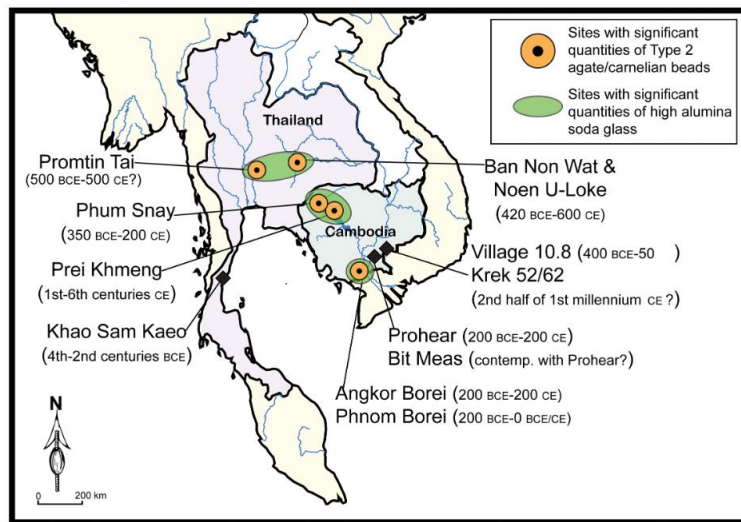 Sites with significant
quantities of Type 2
agate/carnelian beads
Sites with significant
quantities of high alumina
soda glass
Thailand
Promtin Tai
(500 BCE-500 CE?)
Ban Non Wat &
Noen U-Loke
(420 BCE-600 CE)
Phum Snay
(350 BCE-200 CE)
Cambodia
Prei Khmeng
(1st-6th centuries CE)
Village 10.8 (400 BCE-50 )
Krek 52/62
(2nd half of 1st millennium CE ?)
Khao Sam Kaeo
(4th-2nd centuries BCE)
Prohear (200 BCE-200 CE)
Bit Meas (contemp. with Prohear?)
Angkor Borei (200 BCE-200 CE)
Phnom Borei (200 BCE-0 BCE/CE)
N
0 200 km